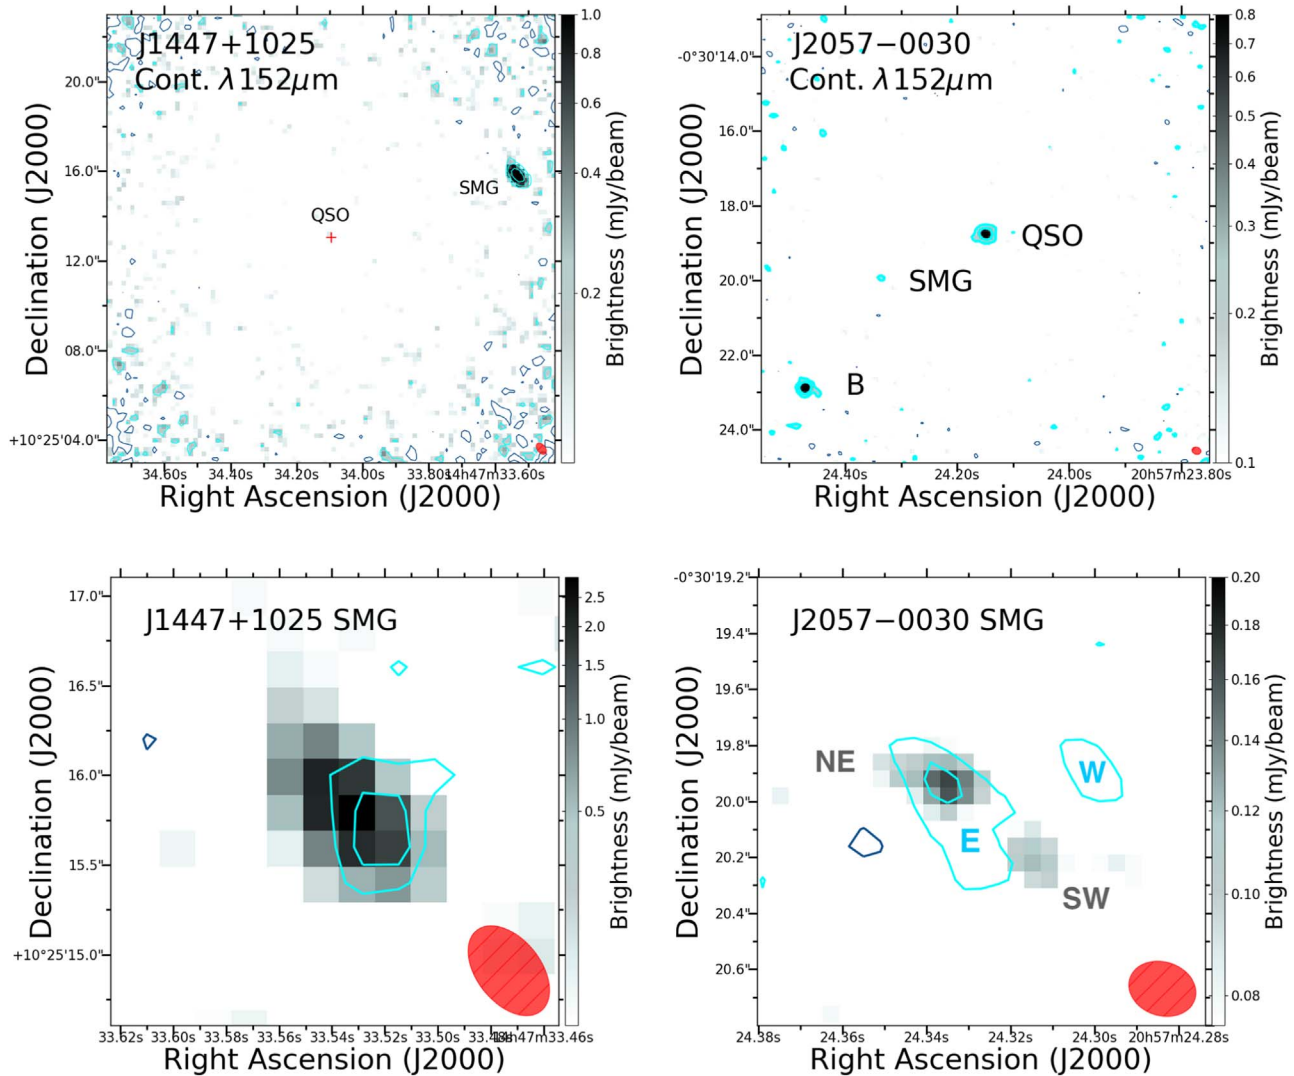 J1447+1025
Cont. λ152μm
SMG
QSO
20.0"
16.0"
12.0"
08.0"
+10°25'04.0"
34.60s 34.40s 34.20s 34.00s 33.80s 14h47m33.60s
Right Ascension (J2000)
Declination (J2000)
1.0
0.8
0.6
0.4
0.2
Brightness (mJy/beam)
J2057−0030
Cont. λ152μm
QSO
SMG
B
-0°30'14.0"
16.0"
18.0"
20.0"
22.0"
24.0"
24.40s 24.20s 24.00s 20h57m23.80s
Right Ascension (J2000)
Declination (J2000)
0.8
0.7
0.6
0.5
0.4
0.3
0.2
0.1
Brightness (mJy/beam)
J1447+1025 SMG
17.0"
16.5"
16.0"
15.5"
+10°25'15.0"
33.62s 33.60s 33.58s 33.56s 33.54s 33.52s 33.50s 33.48s 14h47m33.46s
Right Ascension (J2000)
Declination (J2000)
2.5
2.0
1.5
1.0
0.5
Brightness (mJy/beam)
J2057−0030 SMG
NE
W
E
SW
-0°30'19.2"
19.4"
19.6"
19.8"
20.0"
20.2"
20.4"
20.6"
24.38s 24.36s 24.34s 24.32s 24.30s 20h57m24.28s
Right Ascension (J2000)
Declination (J2000)
0.20
0.18
0.16
0.14
0.12
0.10
0.08
Brightness (mJy/beam)